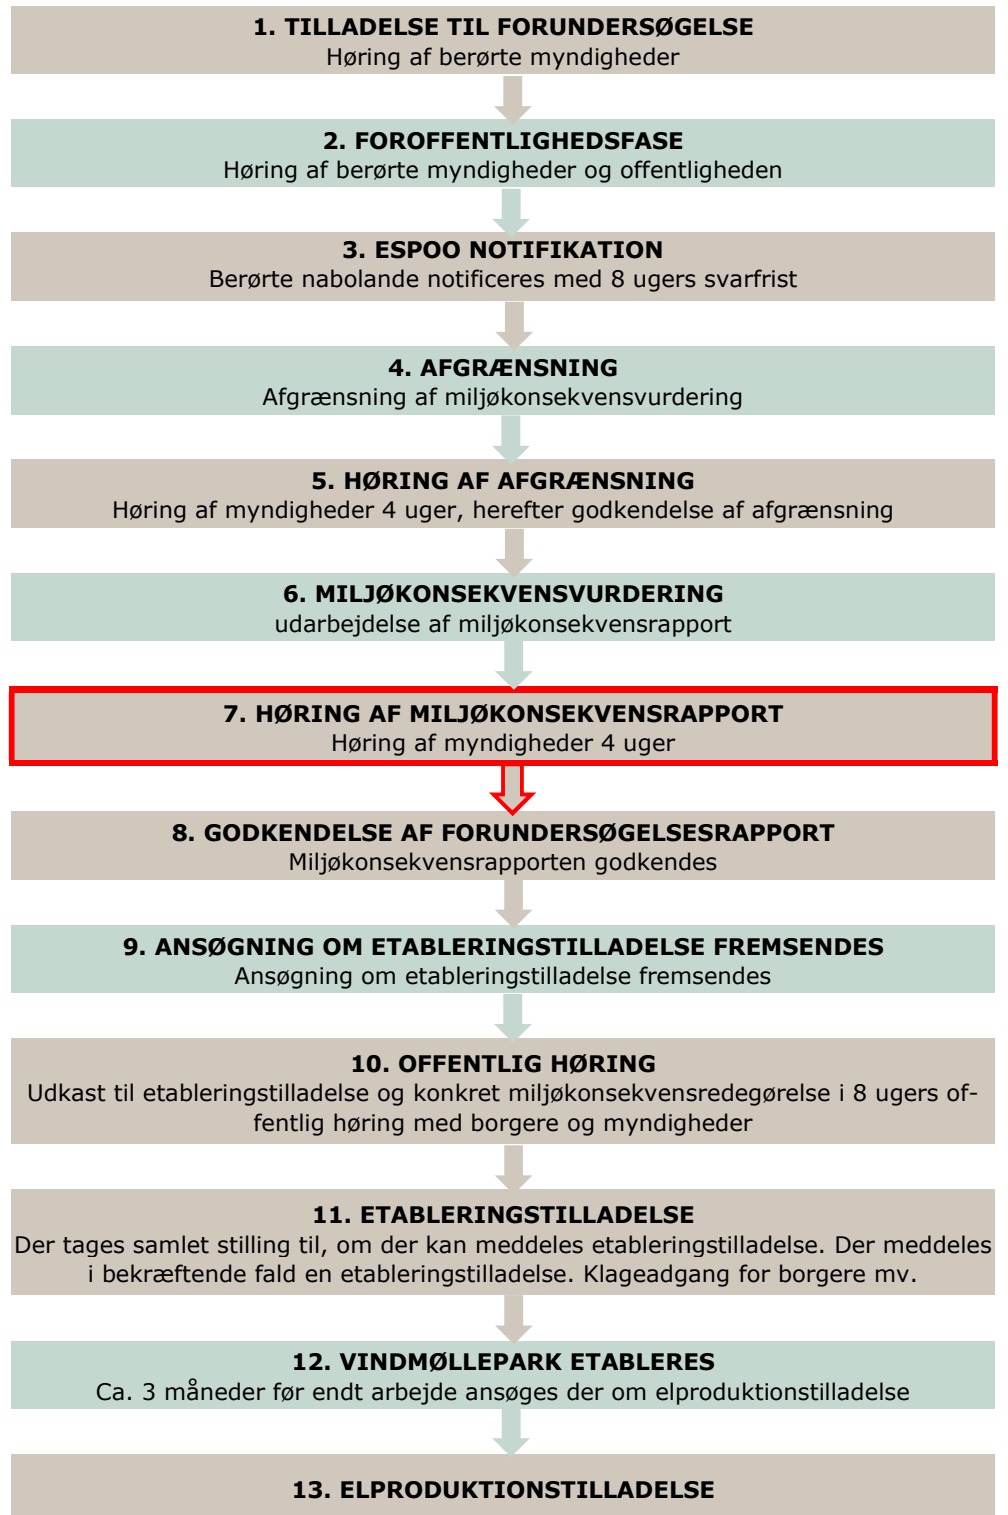 1. TILLADELSE TIL FORUNDERSØGELSE
Høring af berørte myndigheder
2. FOROFFENTLIGHEDSFASE
Høring af berørte myndigheder og offentligheden
3. ESPOO NOTIFIKATION
Berørte nabolande notificeres med 8 ugers svarfrist
4. AFGRÆNSNING
Afgrænsning af miljøkonsekvensvurdering
5. HØRING AF AFGRÆNSNING
Høring af myndigheder 4 uger, herefter godkendelse af afgrænsning
6. MILJØKONSEKVENSVURDERING
udarbejdelse af miljøkonsekvensrapport
7. HØRING AF MILJØKONSEKVENSRAPPORT
Høring af myndigheder 4 uger
8. GODKENDELSE AF FORUNDERSØGELSESRAPPORT
Miljøkonsekvensrapporten godkendes
9. ANSØGNING OM ETABLERINGSTILLADELSE FREMSENDES
Ansøgning om etableringstilladelse fremsendes
10. OFFENTLIG HØRING
Udkast til etableringstilladelse og konkret miljøkonsekvensredegørelse i 8 ugers of-
fentlig høring med borgere og myndigheder
11. ETABLERINGSTILLADELSE
Der tages samlet stilling til, om der kan meddeles etableringstilladelse. Der meddeles
i bekræftende fald en etableringstilladelse. Klageadgang for borgere mv.
12. VINDMØLLEPARK ETABLERES
Ca. 3 måneder før endt arbejde ansøges der om elproduktionstilladelse
13. ELPRODUKTIONSTILLADELSE